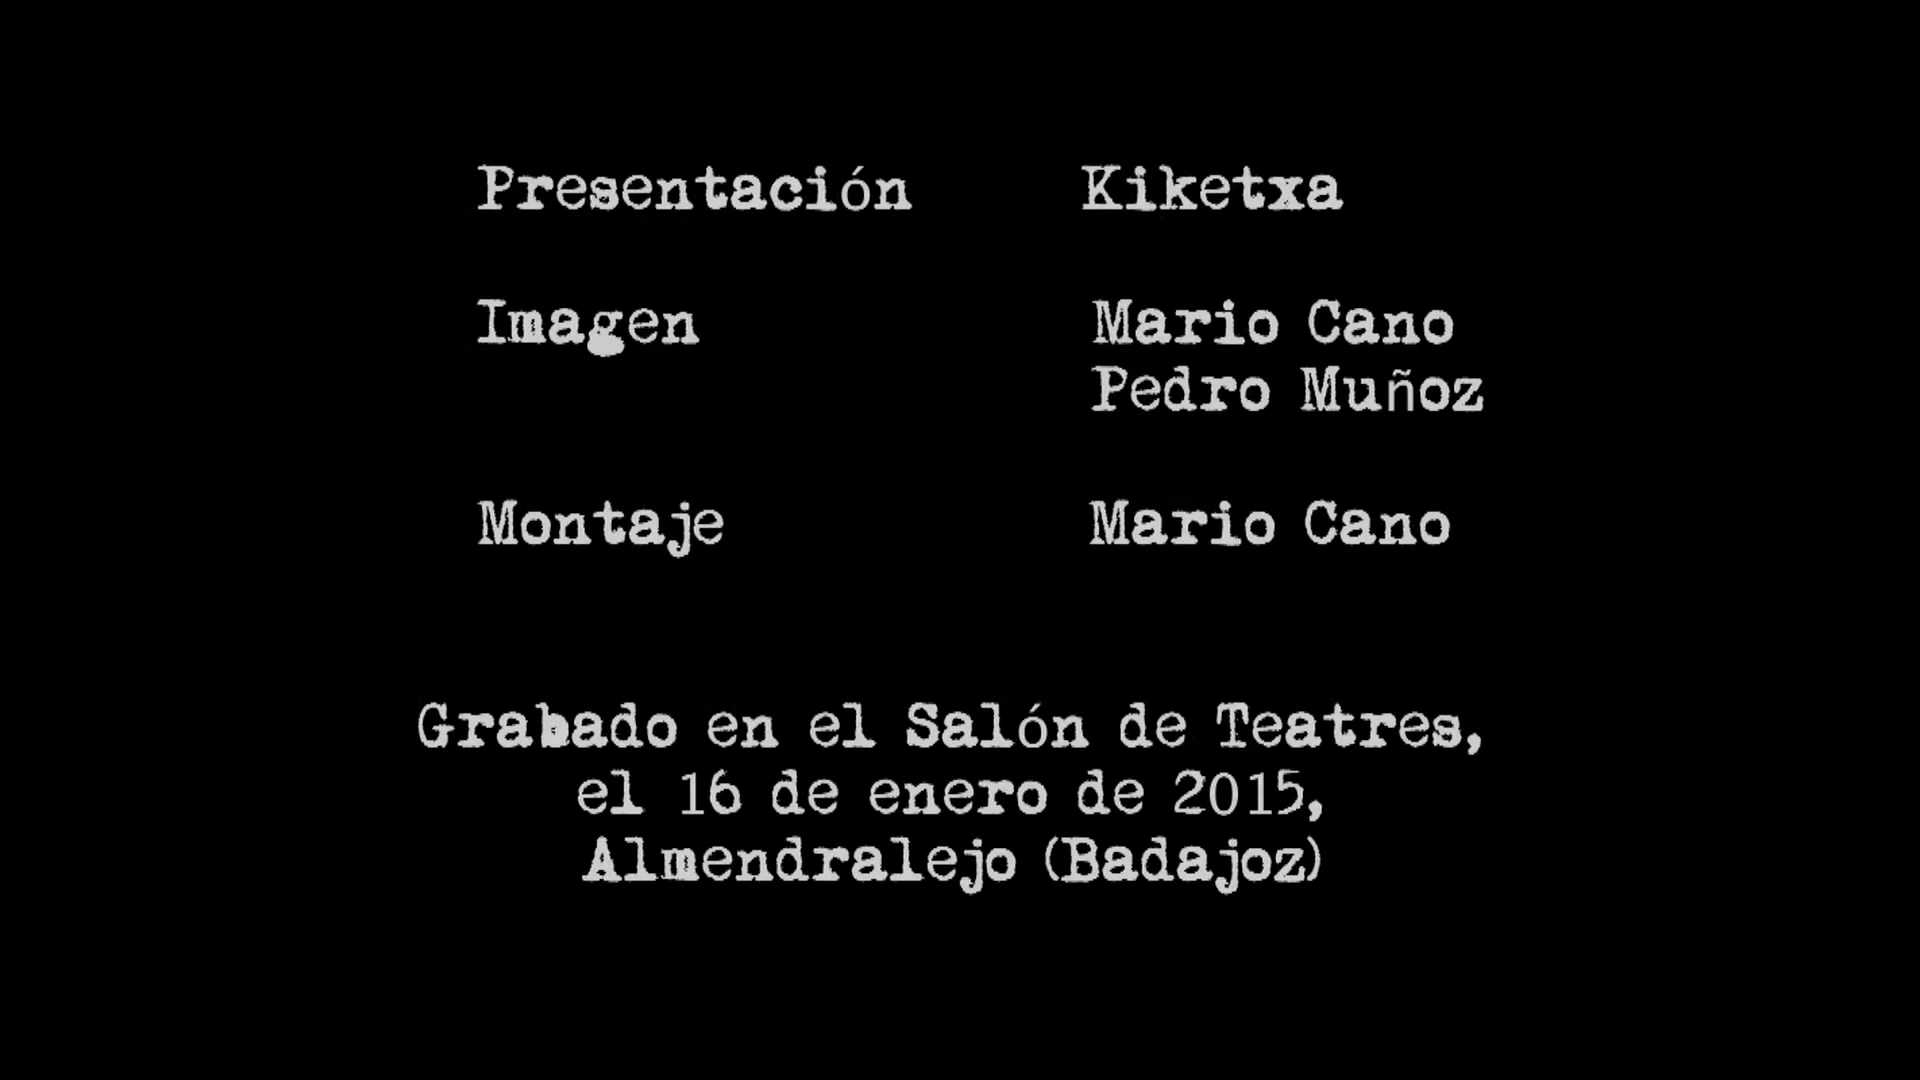 Presentación Kiketxa
Imagen Mario Cano
Pedro Muñoz
Montaje Mario Cano
Grabado en el Salón de Teatres,
el 16 de enero de 2015,
Almendralejo (Badajoz)